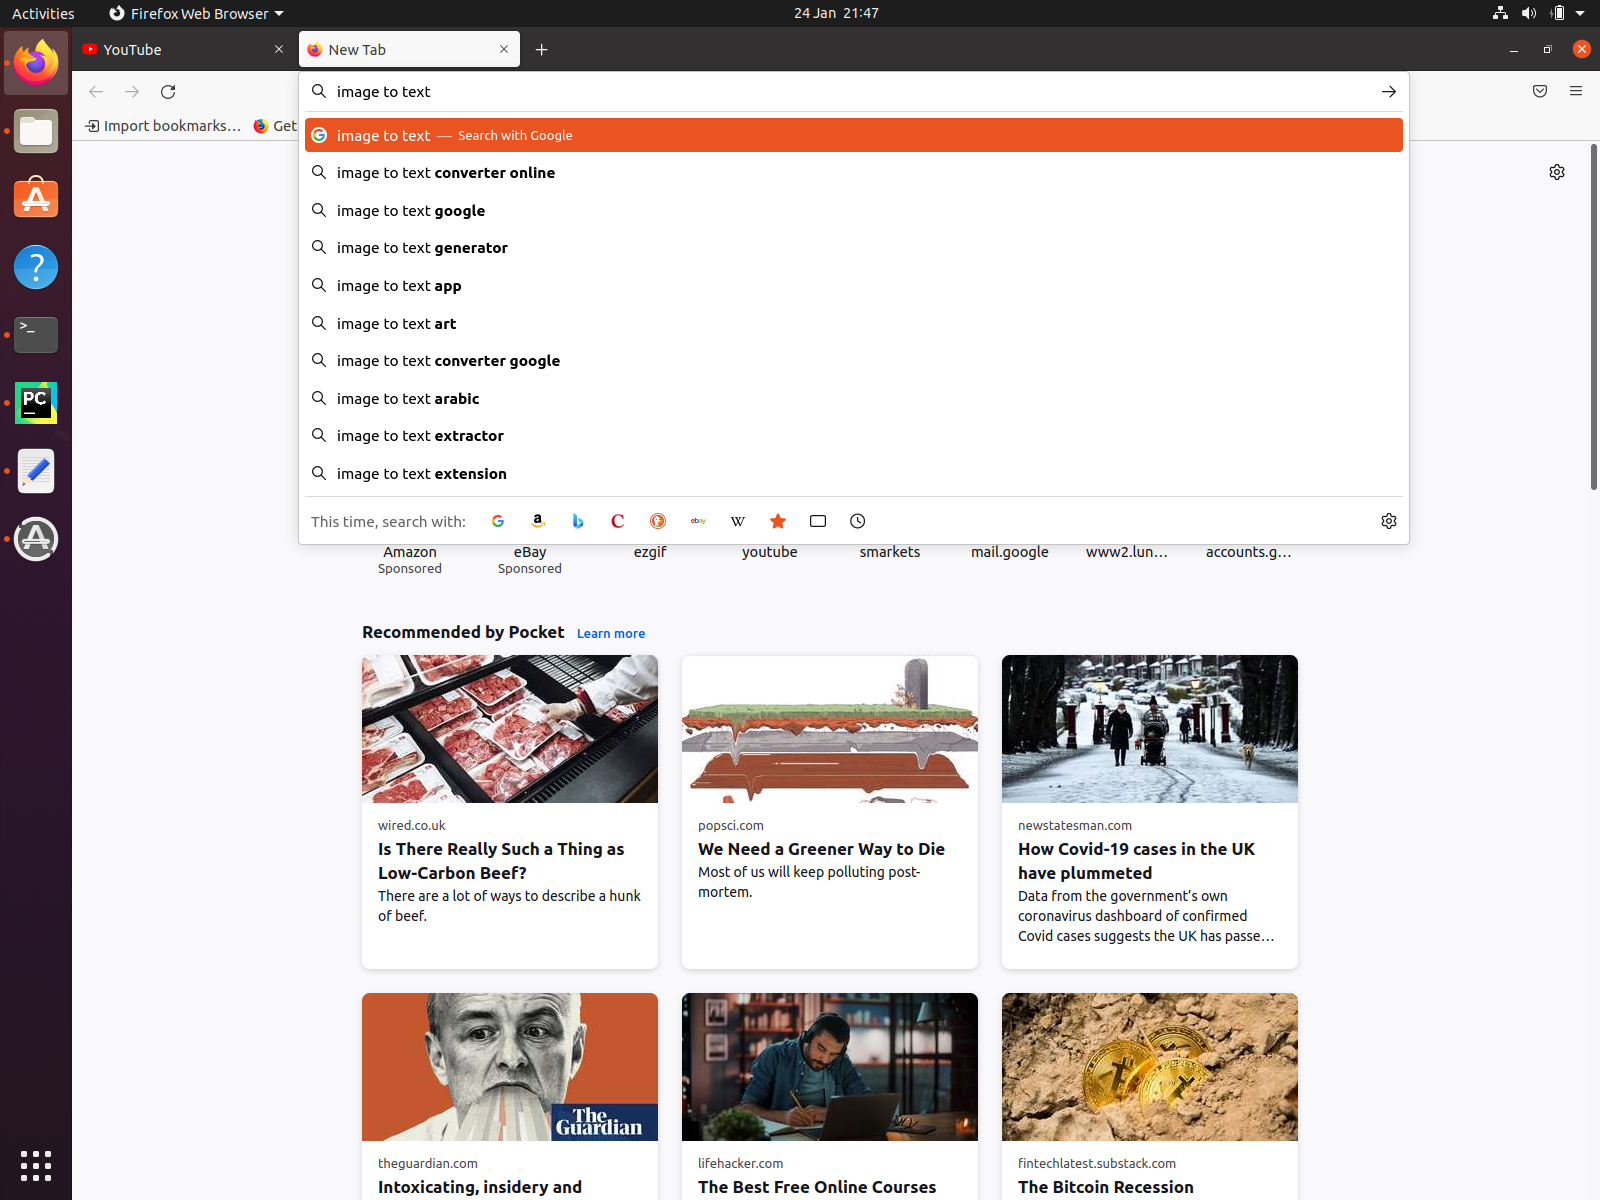 Activities
Firefox Web Browser
24 Jan 21:47
YouTube
New Tab
image to text
Import bookmarks...
Get
image to text — Search with Google
image to text converter online
image to text google
image to text generator
image to text app
image to text art
image to text converter google
image to text arabic
image to text extractor
image to text extension
This time, search with:
Amazon
Sponsored
eBay
Sponsored
ezgif
youtube
smarkets
mail.google
www2.lun...
accounts.g...
Recommended by Pocket
Learn more
wired.co.uk
Is There Really Such a Thing as
Low-Carbon Beef?
There are a lot of ways to describe a hunk
of beef.
popsci.com
We Need a Greener Way to Die
Most of us will keep polluting post-
mortem.
newstatesman.com
How Covid-19 cases in the UK
have plummeted
Data from the government's own
coronavirus dashboard of confirmed
Covid cases suggests the UK has passe...
The
Guardian
theguardian.com
Intoxicating, insidery and
lifehacker.com
The Best Free Online Courses
fintechlatest.substack.com
The Bitcoin Recession